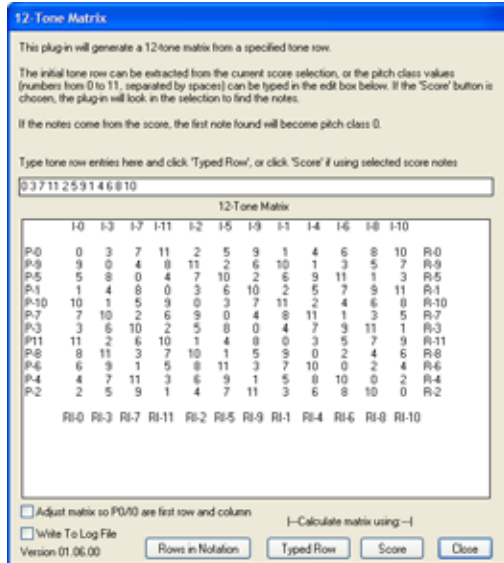 12-Tone Matrix
This plug-in will generate a 12-tone matrix from a specified tone row.
The initial tone row can be extracted from the current score selection, or the pitch class values
(numbers from 0 to 11, separated by spaces) can be typed in the edit box below. If the 'Score' button is
chosen, the plug-in will look in the selection to find the notes.
If the notes come from the score, the first note found will become pitch class 0.
Type tone row entries here and click 'Typed Row', or click 'Score' if using selected score notes
0 3 7 11 2 5 9 1 4 6 8 10
12-Tone Matrix
I-0 I-3 I-7 I-11 I-2 I-5 I-9 I-1 I-4 I-6 I-8 I-10
P-0 0 3 7 11 2 5 9 1 4 6 8 10 R-0
P-9 9 0 4 8 11 2 6 10 1 3 5 7 R-9
P-5 5 8 0 4 7 10 2 6 9 11 1 3 R-5
P-1 1 4 8 0 3 6 10 2 5 7 9 11 R-1
P-10 10 1 5 9 0 3 7 11 2 4 6 8 R-10
P-7 7 10 2 6 9 0 4 8 11 1 3 5 R-7
P-3 3 6 10 2 5 8 0 4 7 9 11 1 R-3
P11 11 2 6 10 1 4 8 0 3 5 7 9 R-11
P-8 8 11 3 7 10 1 5 9 0 2 4 6 R-8
P-6 6 9 1 5 8 11 3 7 10 0 2 4 R-6
P-4 4 7 11 3 6 9 1 5 8 10 0 2 R-4
P-2 2 5 9 1 4 7 11 3 6 8 10 0 R-2
RI-0 RI-3 RI-7 RI-11 RI-2 RI-5 RI-9 RI-1 RI-4 RI-6 RI-8 RI-10
Adjust matrix so P0/I0 are first row and column
|--Calculate matrix using:--|
Write To Log File
Version 01.06.00
Rows in Notation
Typed Row
Score
Close